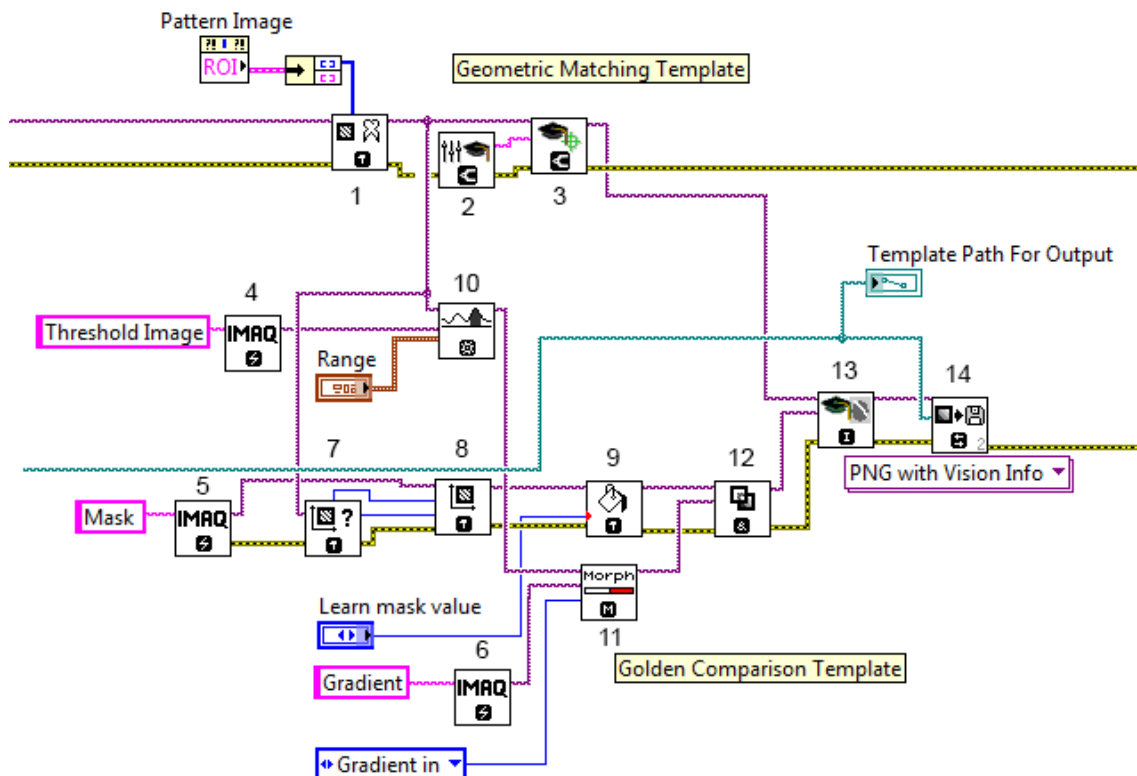 Pattern Image
?! ?!
ROI
Geometric Matching Template
1
2
3
Template Path For Output
4
10
Threshold Image
IMAQ
Range
13
14
7
8
9
12
2
PNG with Vision Info
5
Mask
IMAQ
?
Morph
M
Learn mask value
11
6
Golden Comparison Template
Gradient
IMAQ
Gradient in